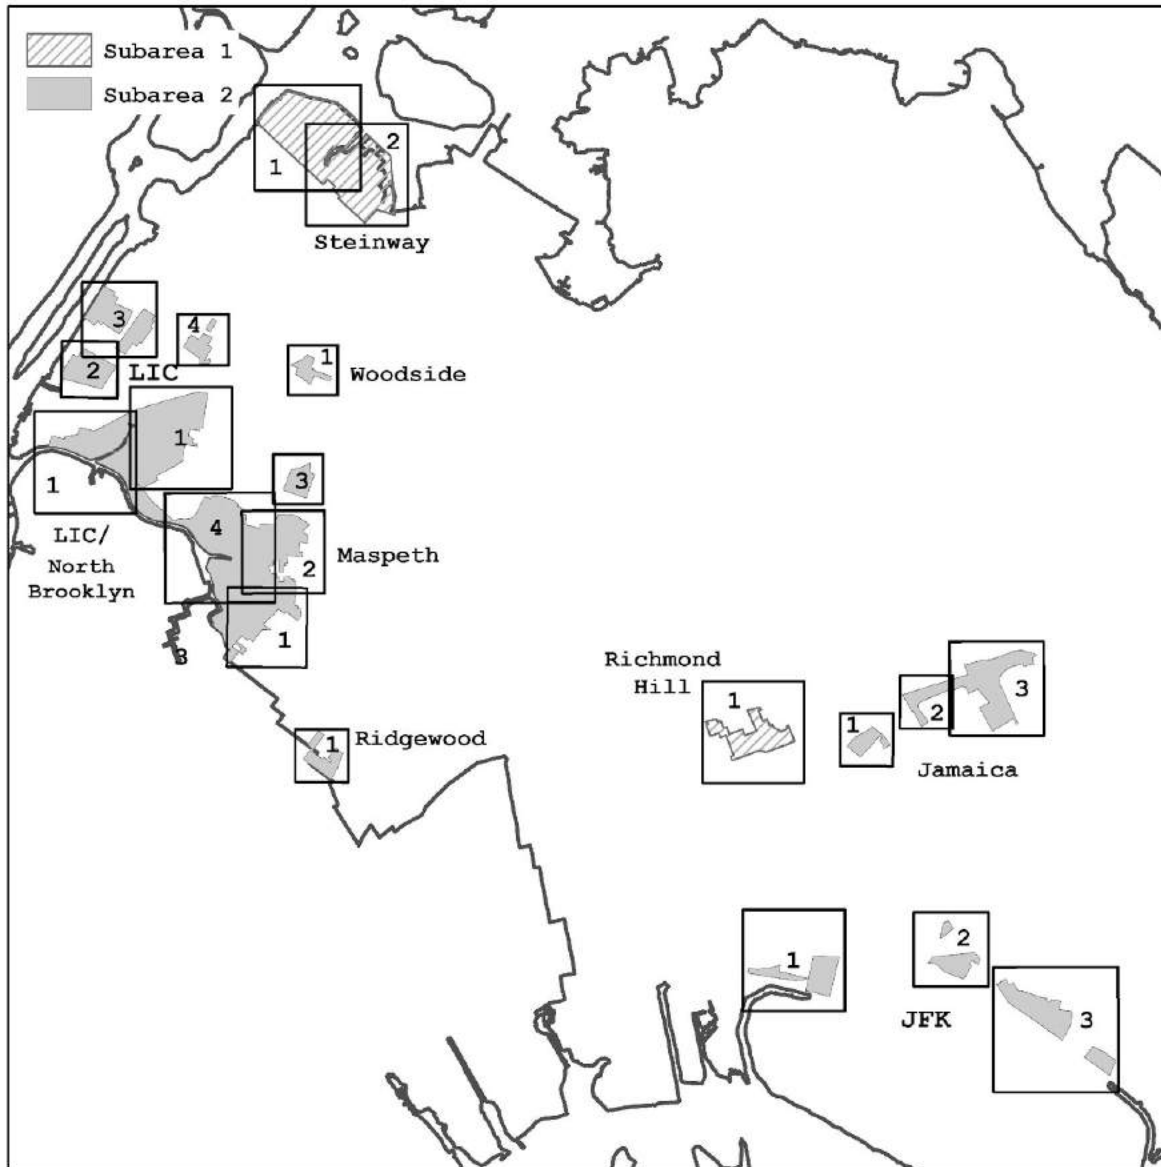 Subarea 1
Subarea 2
1
2
Steinway
3
4
2
LIC
1
Woodside
1
1
3
LIC/
North
Brooklyn
4
2
Maspeth
1
3
1
Ridgewood
Richmond
Hill
1
1
2
3
Jamaica
1
2
JFK
3